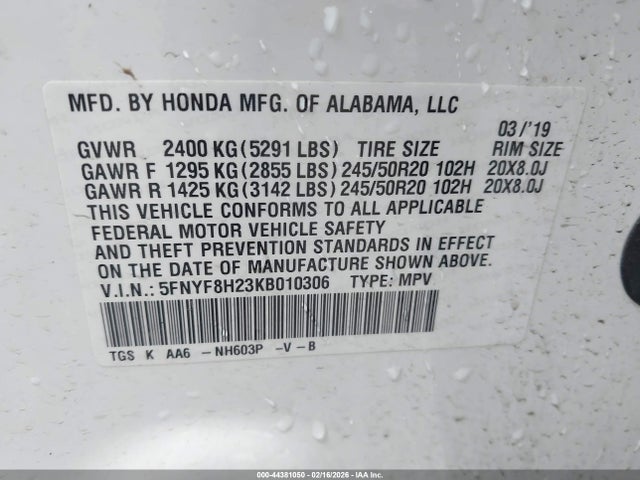 MFD. BY HONDA MFG. OF ALABAMA, LLC
03/'19
GVWR 2400 KG(5291 LBS) TIRE SIZE RIM SIZE
GAWR F 1295 KG(2855 LBS)245/50R20 102H 20X8.0J
GAWR R 1425 KG(3142 LBS)245/50R20 102H 20X8.0J
THIS VEHICLE CONFORMS TO ALL APPLICABLE
FEDERAL MOTOR VEHICLE SAFETY
AND THEFT PREVENTION STANDARDS IN EFFECT
ON THE DATE OF MANUFACTURE SHOWN ABOVE.
V.I.N.: 5FNYF8H23KB010306 TYPE: MPV
TGS K AA6 -NH603P -V-B
000-44381050 - 02/16/2026 - IAA Corp.